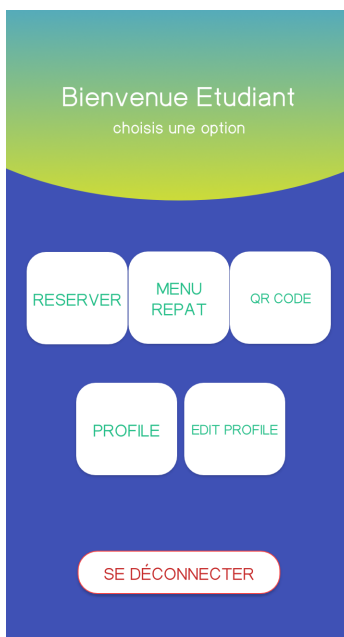 Bienvenue Etudiant
choisis une option
RESERVER
MENU
REPAT
QR CODE
PROFILE
EDIT PROFILE
SE DÉCONNECTER